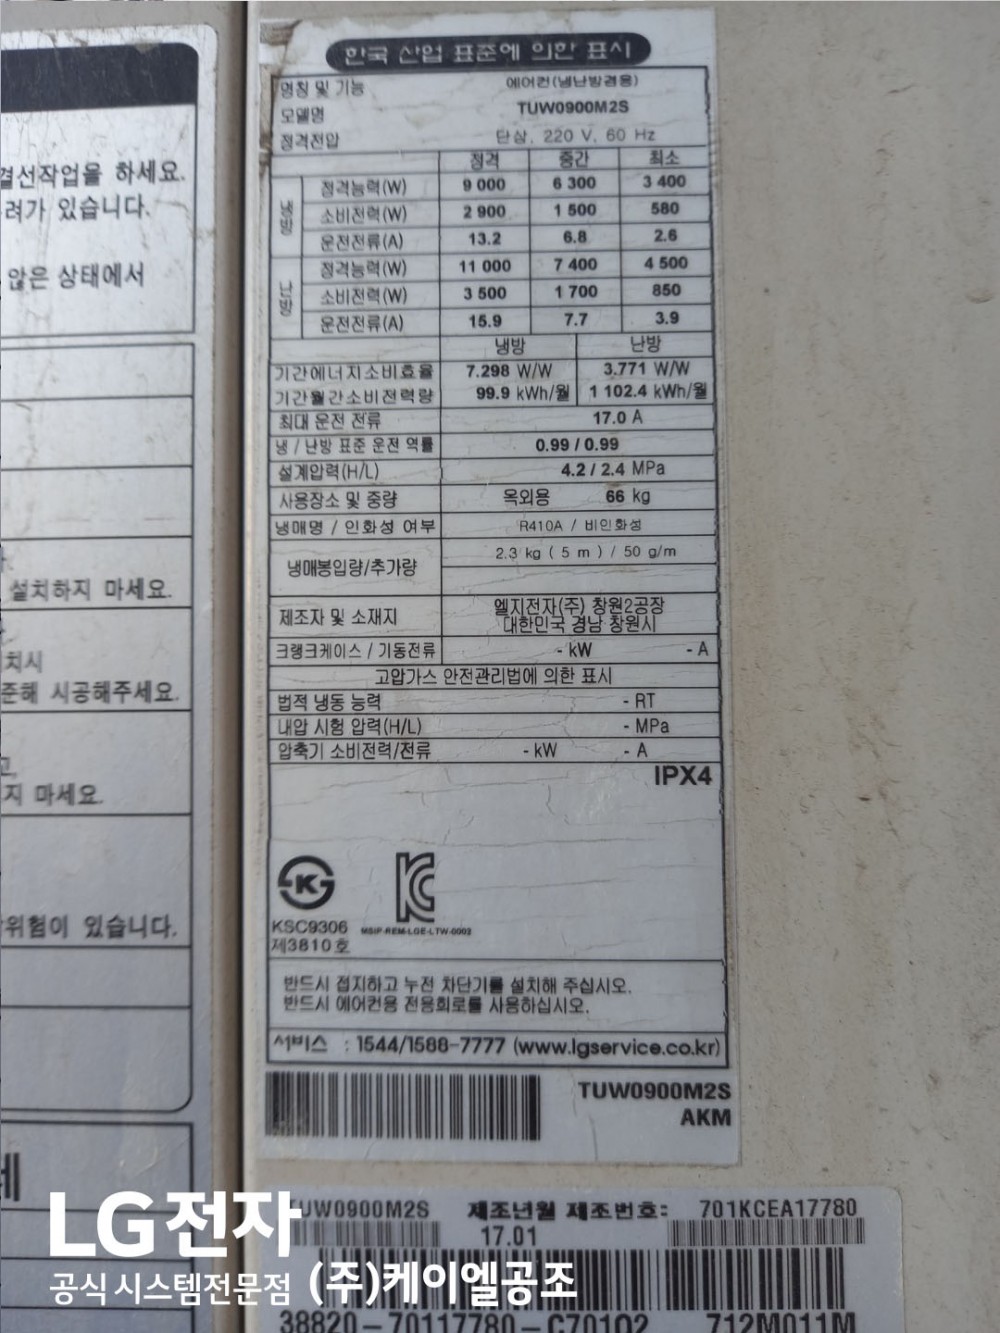 한국 산업 표준에 의한 표시
명칭 및 기능 에어컨(냉난방겸용)
모델명 TUW0900M2S
정격전압 단상, 220 V, 60 Hz
정격 중간 최소
냉방
정격능력(W) 9 000 6 300 3 400
소비전력(W) 2 900 1 500 580
운전전류(A) 13.2 6.8 2.6
난방
정격능력(W) 11 000 7 400 4 500
소비전력(W) 3 500 1 700 850
운전전류(A) 15.9 7.7 3.9
냉방 난방
기간에너지소비효율 7.298 W/W 3.771 W/W
기간월간소비전력량 99.9 kWh/월 1 102.4 kWh/월
최대 운전 전류 17.0 A
냉 / 난방 표준 운전 역률 0.99 / 0.99
설계압력(H/L) 4.2 / 2.4 MPa
사용장소 및 중량 옥외용 66 kg
냉매명 / 인화성 여부 R410A / 비인화성
냉매봉입량/추가량 2.3 kg ( 5 m ) / 50 g/m
제조자 및 소재지 엘지전자(주) 창원2공장
대한민국 경남 창원시
크랭크케이스 / 기동전류 - kW - A
고압가스 안전관리법에 의한 표시
법적 냉동 능력 - RT
내압 시험 압력(H/L) - MPa
압축기 소비전력/전류 - kW - A
IPX4
KSC9306
제3810호
MSIP-REM-LGE-LTW-0002
반드시 접지하고 누전 차단기를 설치해 주십시오.
반드시 에어컨용 전용회로를 사용하십시오.
서비스 : 1544/1588-7777 (www.lgservice.co.kr)
TUW0900M2S
AKM
TUW0900M2S 제조년월 제조번호: 701KCEA17780
17.01
38820-70117780-C70102 712M011M
결선작업을 하세요.
려가 있습니다.
않은 상태에서
설치하지 마세요.
치시
준해 시공해주세요.
고,
지 마세요.
위험이 있습니다.
LG전자
공식 시스템전문점 (주)케이엘공조